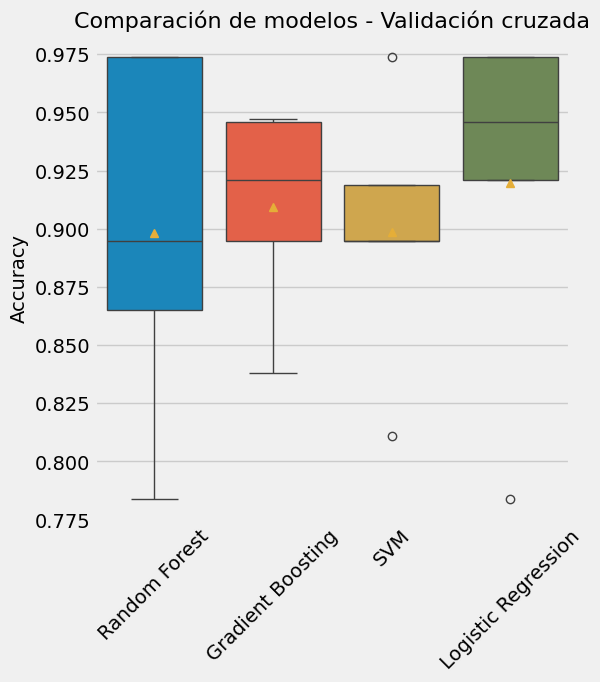 Comparación de modelos - Validación cruzada
0.975
0.950
0.925
0.900
0.875
0.850
0.825
0.800
0.775
Accuracy
Random Forest
Gradient Boosting
SVM
Logistic Regression